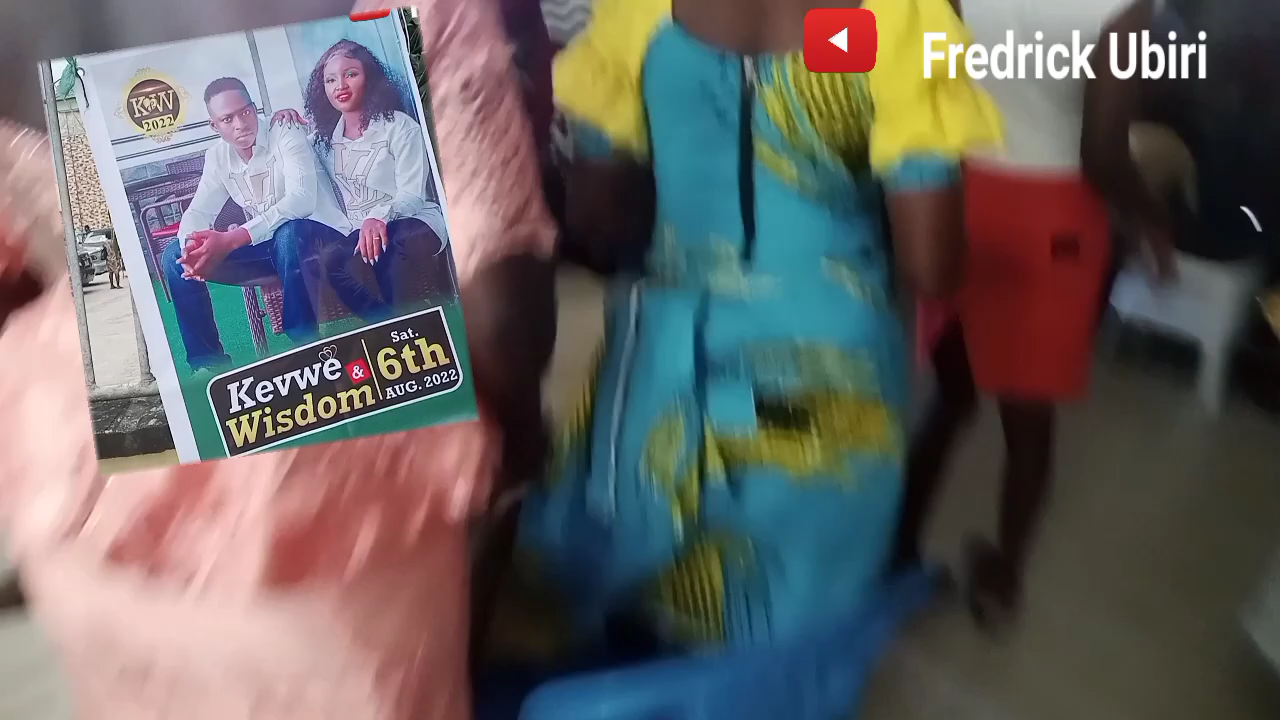 Fredrick Ubiri
K&W
2022
Kevwe &
Wisdom
Sat.
6th
AUG. 2022